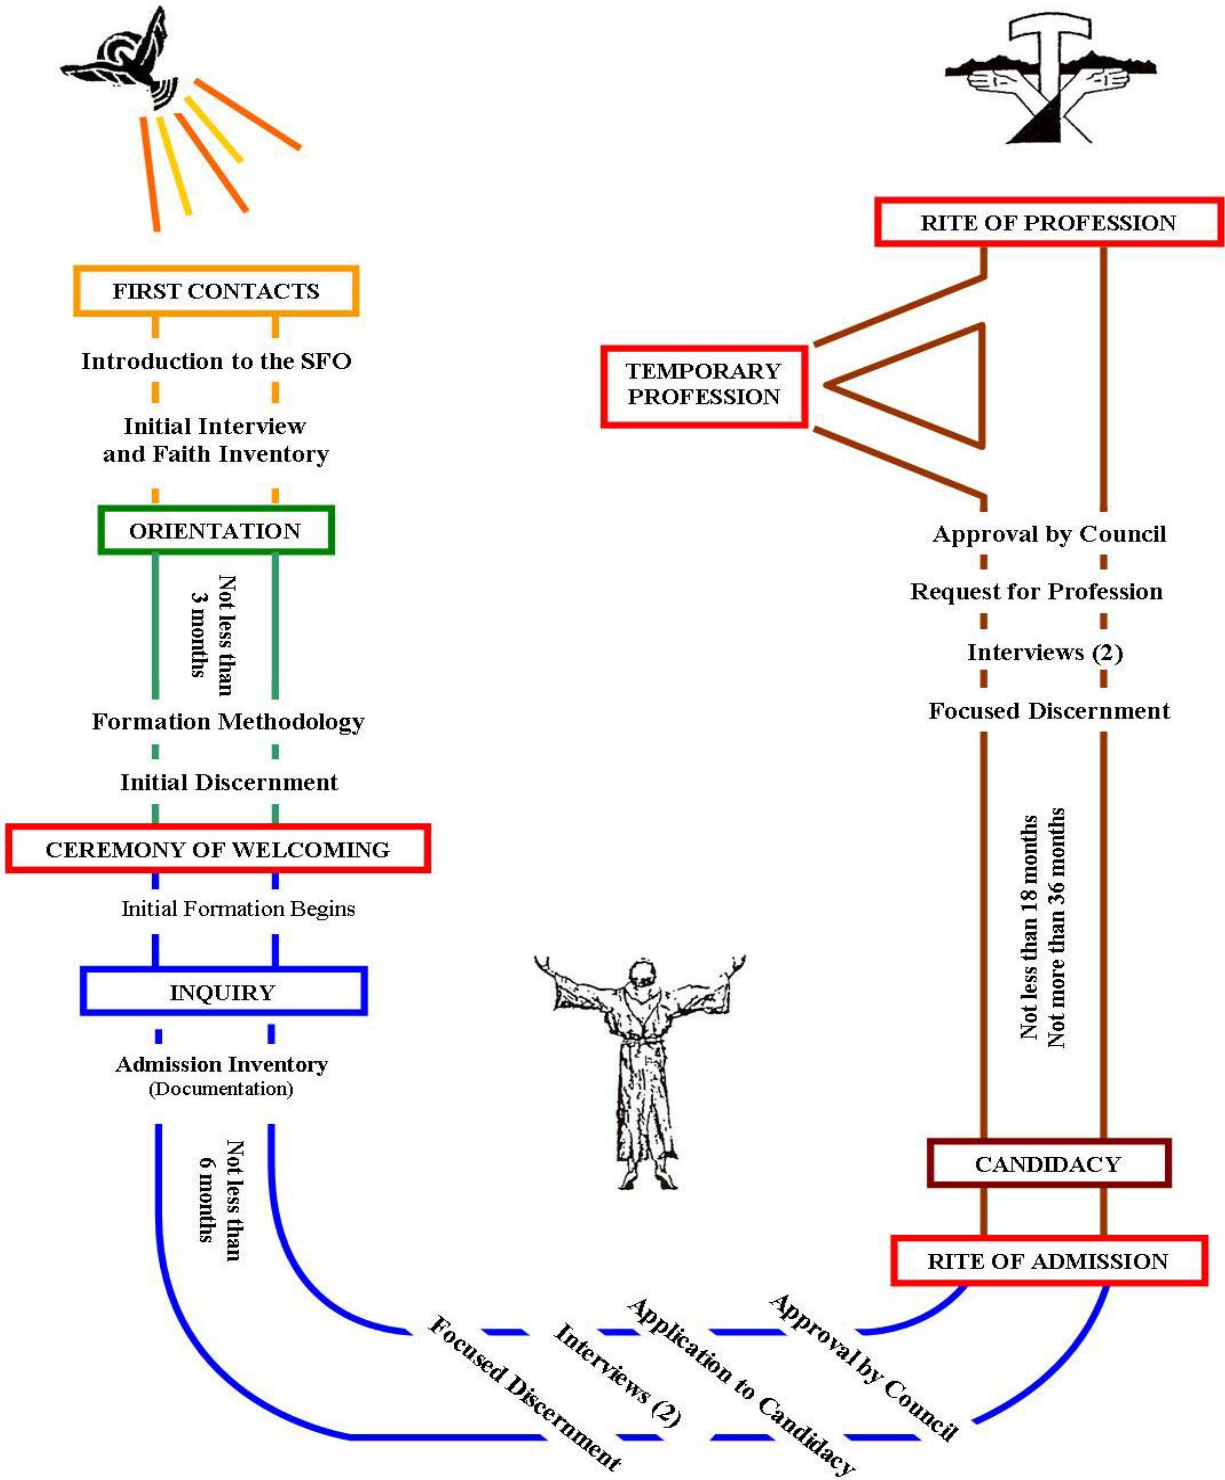 FIRST CONTACTS
Introduction to the SFO
Initial Interview
and Faith Inventory
ORIENTATION
Not less than
3 months
Formation Methodology
Initial Discernment
CEREMONY OF WELCOMING
Initial Formation Begins
INQUIRY
Admission Inventory
(Documentation)
Not less than
6 months
Focused Discernment
Interviews (2)
Application to Candidacy
Approval by Council
RITE OF ADMISSION
CANDIDACY
Not less than 18 months
Not more than 36 months
Focused Discernment
Interviews (2)
Request for Profession
Approval by Council
TEMPORARY
PROFESSION
RITE OF PROFESSION